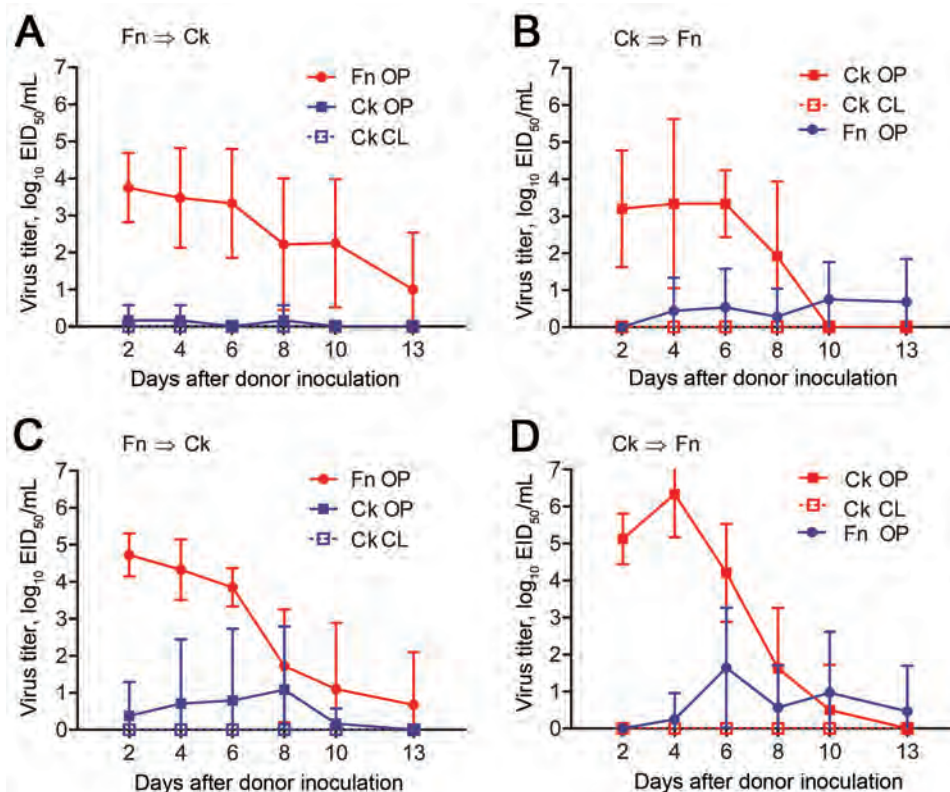 A
Fn ⇒ Ck
Fn OP
Ck OP
Ck CL
Virus titer, log10 EID50/mL
7
6
5
4
3
2
1
0
2 4 6 8 10 13
Days after donor inoculation
B
Ck ⇒ Fn
Ck OP
Ck CL
Fn OP
Virus titer, log10 EID50/mL
7
6
5
4
3
2
1
0
2 4 6 8 10 13
Days after donor inoculation
C
Fn ⇒ Ck
Fn OP
Ck OP
Ck CL
Virus titer, log10 EID50/mL
7
6
5
4
3
2
1
0
2 4 6 8 10 13
Days after donor inoculation
D
Ck ⇒ Fn
Ck OP
Ck CL
Fn OP
Virus titer, log10 EID50/mL
7
6
5
4
3
2
1
0
2 4 6 8 10 13
Days after donor inoculation